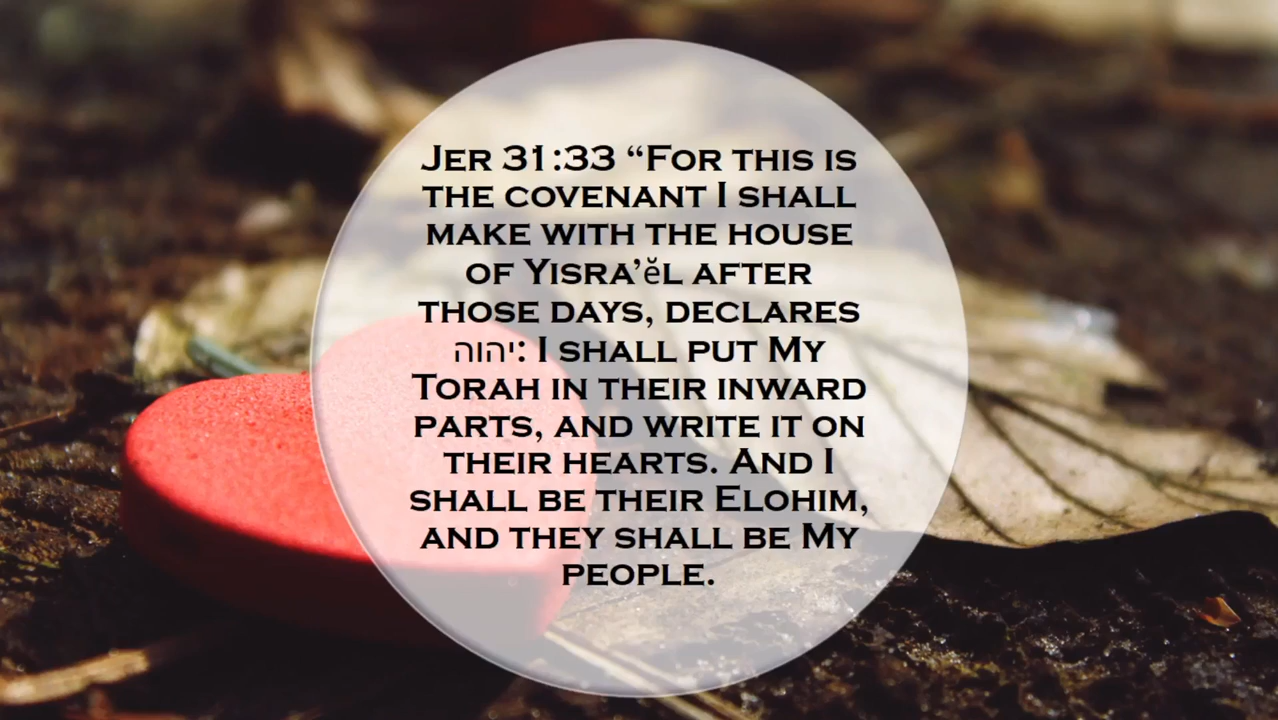 Jer 31:33 “For this is
the covenant I shall
make with the house
of Yisra’ĕl after
those days, declares
יהוה: I shall put My
Torah in their inward
parts, and write it on
their hearts. And I
shall be their Elohim,
and they shall be My
people.